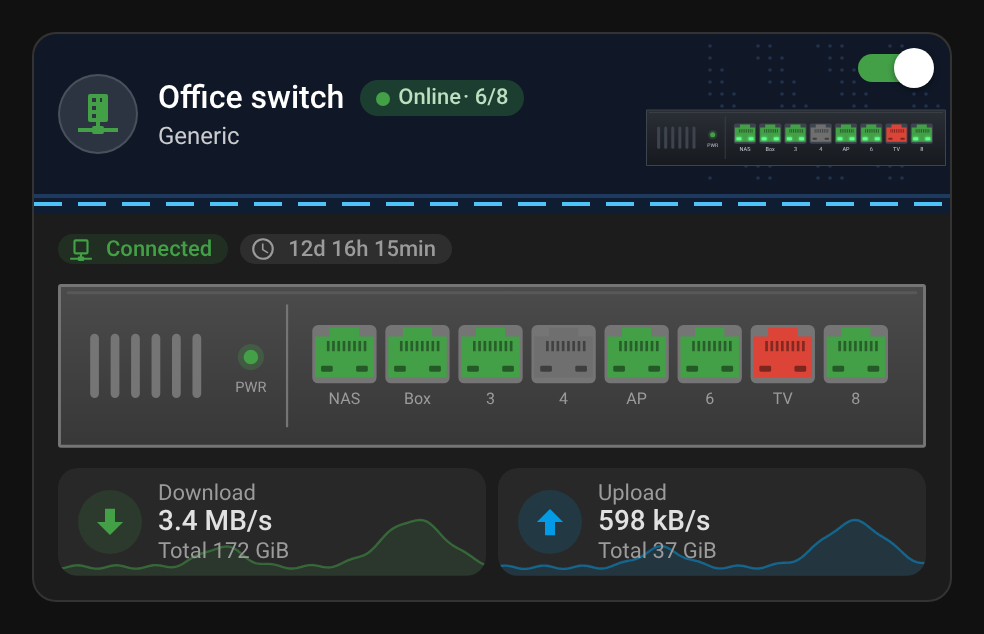 Office switch
Online · 6/8
Generic
PWR
NAS Box 3 4 AP 6 TV 8
Connected
12d 16h 15min
PWR
NAS Box 3 4 AP 6 TV 8
Download
3.4 MB/s
Total 172 GiB
Upload
598 kB/s
Total 37 GiB